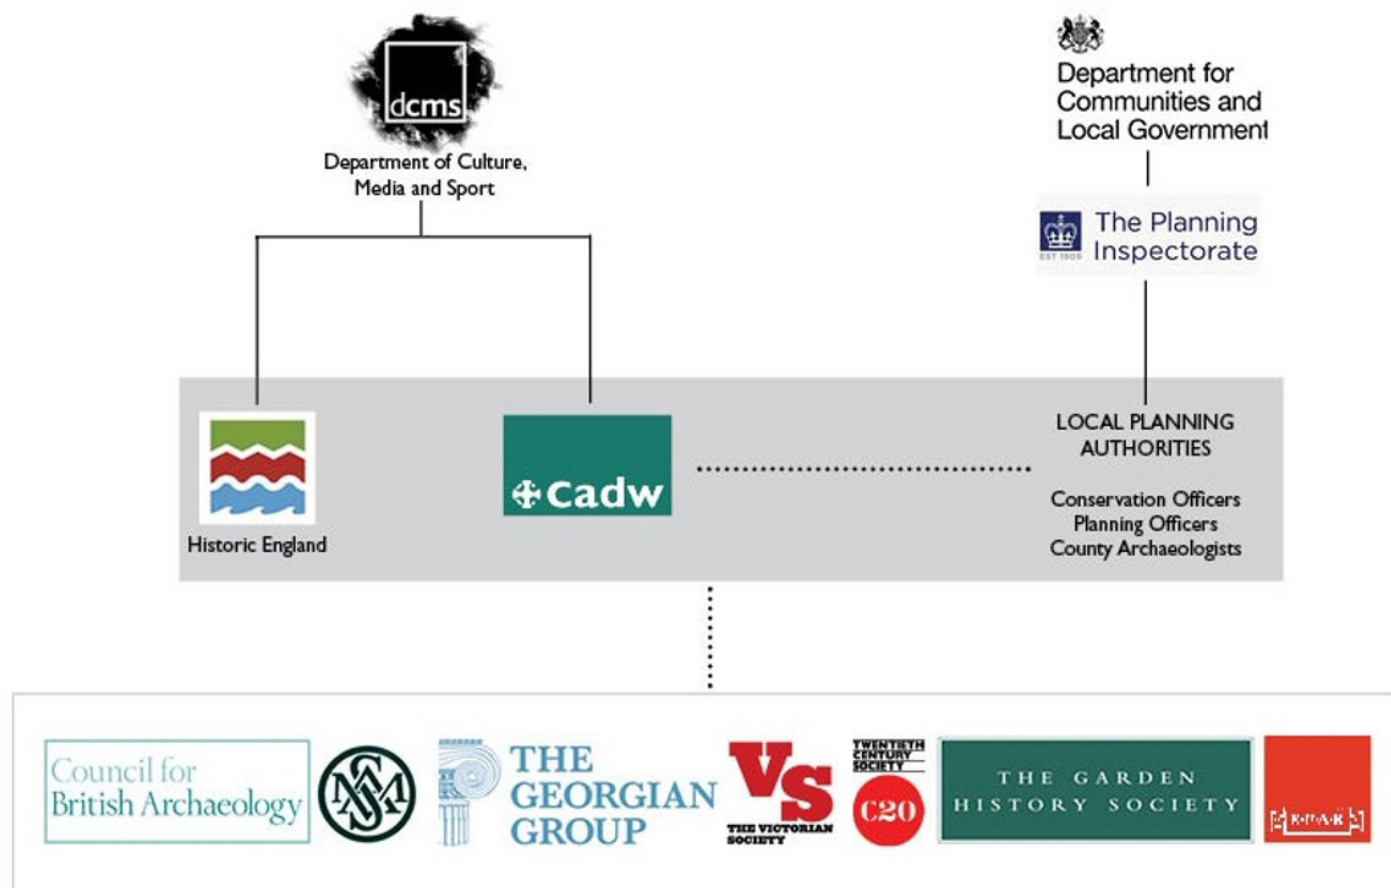 dcms
Department of Culture,
Media and Sport
Department for
Communities and
Local Government
EST 1909
The Planning
Inspectorate
Historic England
cadw
LOCAL PLANNING
AUTHORITIES
Conservation Officers
Planning Officers
County Archaeologists
Council for
British Archaeology
THE
GEORGIAN
GROUP
VS
THE VICTORIAN
SOCIETY
TWENTIETH
CENTURY
SOCIETY
C20
THE GARDEN
HISTORY SOCIETY